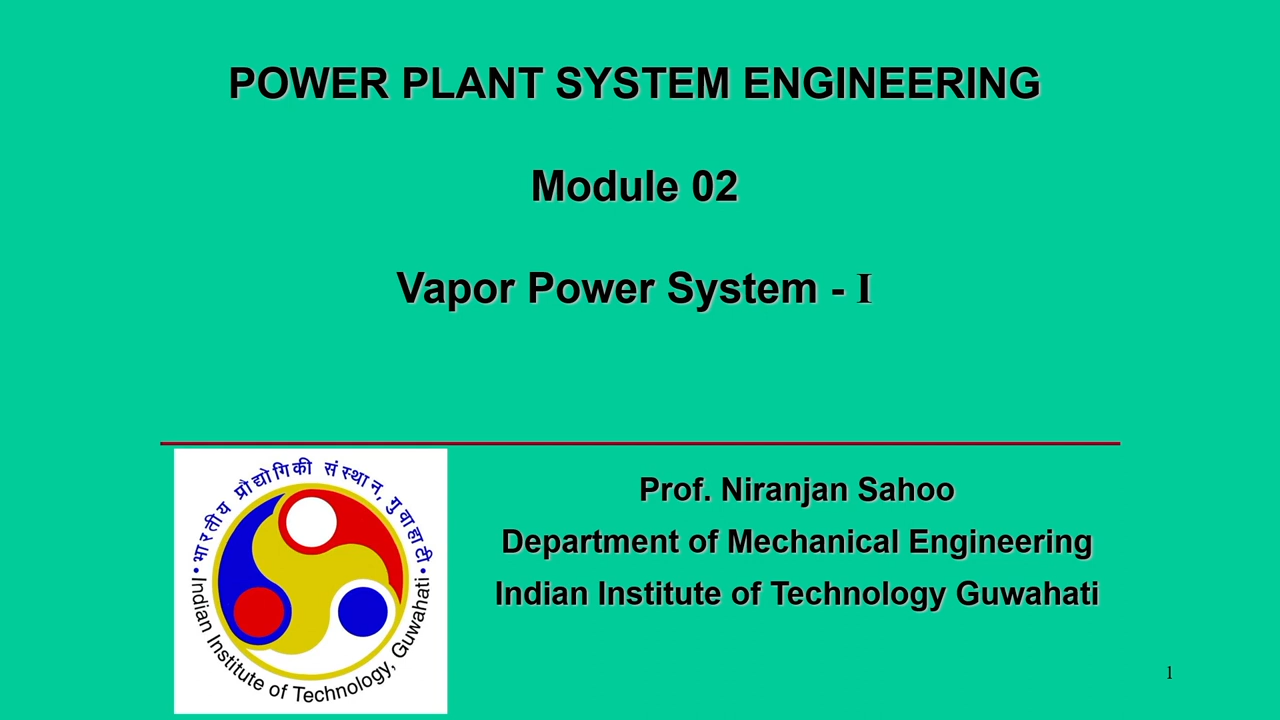 POWER PLANT SYSTEM ENGINEERING
Module 02
Vapor Power System - I
भारतीय प्रौद्योगिकी संस्थान, गुवाहाटी
Indian Institute of Technology, Guwahati
Prof. Niranjan Sahoo
Department of Mechanical Engineering
Indian Institute of Technology Guwahati
1